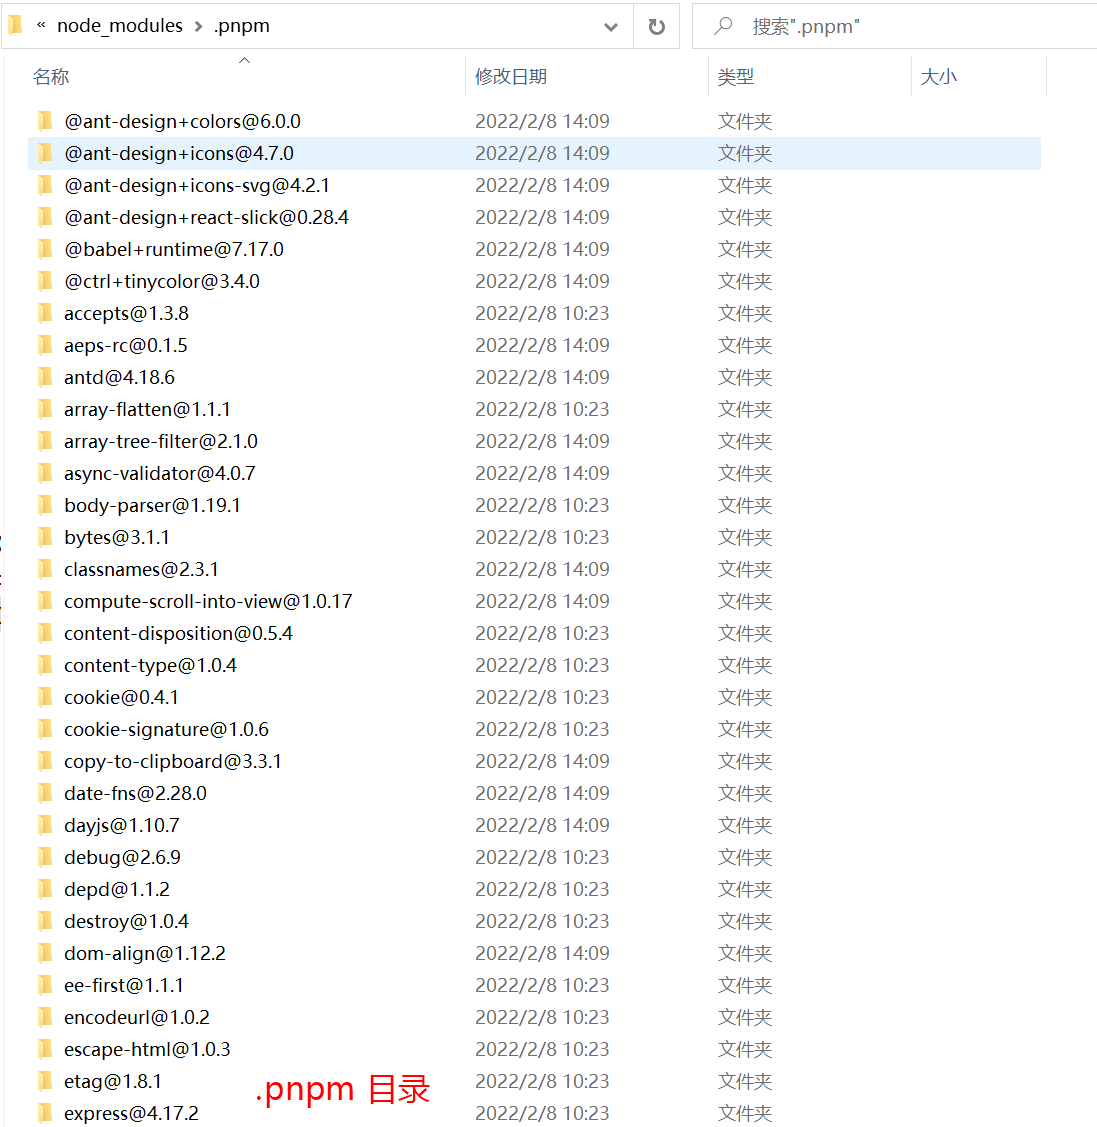 « node_modules > .pnpm 搜索".pnpm"
名称 修改日期 类型 大小
@ant-design+colors@6.0.0 2022/2/8 14:09 文件夹
@ant-design+icons@4.7.0 2022/2/8 14:09 文件夹
@ant-design+icons-svg@4.2.1 2022/2/8 14:09 文件夹
@ant-design+react-slick@0.28.4 2022/2/8 14:09 文件夹
@babel+runtime@7.17.0 2022/2/8 14:09 文件夹
@ctrl+tinycolor@3.4.0 2022/2/8 14:09 文件夹
accepts@1.3.8 2022/2/8 10:23 文件夹
aeps-rc@0.1.5 2022/2/8 14:09 文件夹
antd@4.18.6 2022/2/8 14:09 文件夹
array-flatten@1.1.1 2022/2/8 10:23 文件夹
array-tree-filter@2.1.0 2022/2/8 14:09 文件夹
async-validator@4.0.7 2022/2/8 14:09 文件夹
body-parser@1.19.1 2022/2/8 10:23 文件夹
bytes@3.1.1 2022/2/8 10:23 文件夹
classnames@2.3.1 2022/2/8 14:09 文件夹
compute-scroll-into-view@1.0.17 2022/2/8 14:09 文件夹
content-disposition@0.5.4 2022/2/8 10:23 文件夹
content-type@1.0.4 2022/2/8 10:23 文件夹
cookie@0.4.1 2022/2/8 10:23 文件夹
cookie-signature@1.0.6 2022/2/8 10:23 文件夹
copy-to-clipboard@3.3.1 2022/2/8 14:09 文件夹
date-fns@2.28.0 2022/2/8 14:09 文件夹
dayjs@1.10.7 2022/2/8 14:09 文件夹
debug@2.6.9 2022/2/8 10:23 文件夹
depd@1.1.2 2022/2/8 10:23 文件夹
destroy@1.0.4 2022/2/8 10:23 文件夹
dom-align@1.12.2 2022/2/8 14:09 文件夹
ee-first@1.1.1 2022/2/8 10:23 文件夹
encodeurl@1.0.2 2022/2/8 10:23 文件夹
escape-html@1.0.3 2022/2/8 10:23 文件夹
etag@1.8.1 2022/2/8 10:23 文件夹
.pnpm 目录
express@4.17.2 2022/2/8 10:23 文件夹